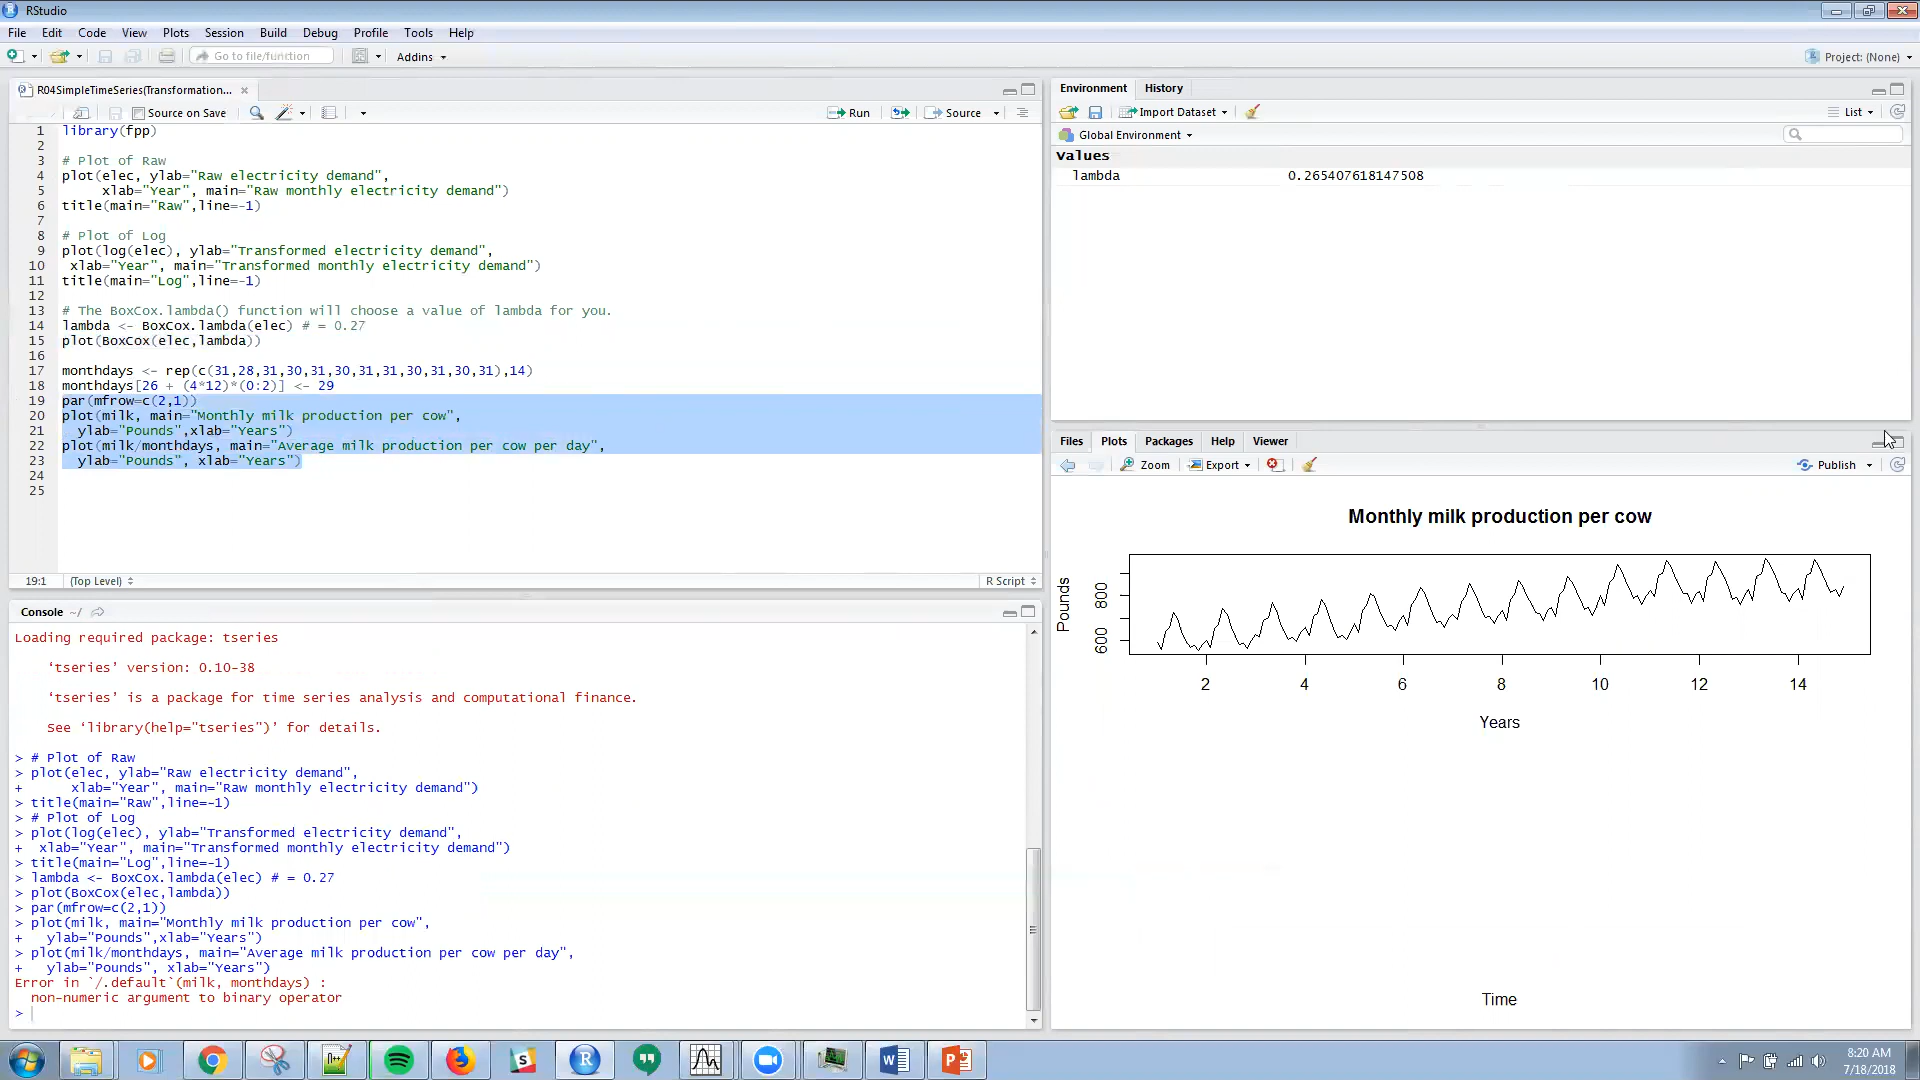 RStudio
File Edit Code View Plots Session Build Debug Profile Tools Help
Go to file/function Addins Project: (None)
R04SimpleTimeSeries(Transformation...
Source on Save Run Source
1 library(fpp)
2
3 # Plot of Raw
4 plot(elec, ylab="Raw electricity demand",
5 xlab="Year", main="Raw monthly electricity demand")
6 title(main="Raw",line=-1)
7
8 # Plot of Log
9 plot(log(elec), ylab="Transformed electricity demand",
10 xlab="Year", main="Transformed monthly electricity demand")
11 title(main="Log",line=-1)
12
13 # The BoxCox.lambda() function will choose a value of lambda for you.
14 lambda <- BoxCox.lambda(elec) # = 0.27
15 plot(BoxCox(elec,lambda))
16
17 monthdays <- rep(c(31,28,31,30,31,30,31,31,30,31,30,31),14)
18 monthdays[26 + (4*12)*(0:2)] <- 29
19 par(mfrow=c(2,1))
20 plot(milk, main="Monthly milk production per cow",
21 ylab="Pounds",xlab="Years")
22 plot(milk/monthdays, main="Average milk production per cow per day",
23 ylab="Pounds", xlab="Years")
24
25
19:1 (Top Level) R Script
Console ~/
Loading required package: tseries
‘tseries’ version: 0.10-38
‘tseries’ is a package for time series analysis and computational finance.
See ‘library(help="tseries")’ for details.
> # Plot of Raw
> plot(elec, ylab="Raw electricity demand",
+ xlab="Year", main="Raw monthly electricity demand")
> title(main="Raw",line=-1)
> # Plot of Log
> plot(log(elec), ylab="Transformed electricity demand",
+ xlab="Year", main="Transformed monthly electricity demand")
> title(main="Log",line=-1)
> lambda <- BoxCox.lambda(elec) # = 0.27
> plot(BoxCox(elec,lambda))
> par(mfrow=c(2,1))
> plot(milk, main="Monthly milk production per cow",
+ ylab="Pounds",xlab="Years")
> plot(milk/monthdays, main="Average milk production per cow per day",
+ ylab="Pounds", xlab="Years")
Error in `/.default`(milk, monthdays) :
non-numeric argument to binary operator
>
Environment History
Import Dataset List
Global Environment
Values
lambda 0.265407618147508
Files Plots Packages Help Viewer
Zoom Export Publish
Monthly milk production per cow
Pounds
800
600
2 4 6 8 10 12 14
Years
Time
8:20 AM
7/18/2018